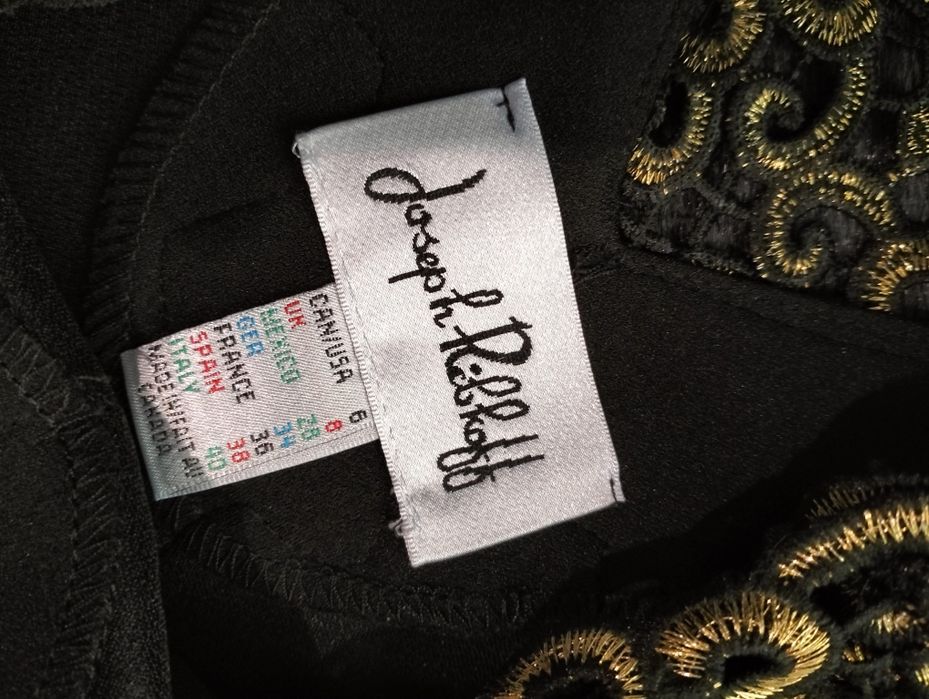 Joseph Ribkoff
CAN/USA 6
UK 8
MEXICO 28
GER 34
FRANCE 36
SPAIN 38
ITALY 40
MADE IN/FAIT AU
CANADA